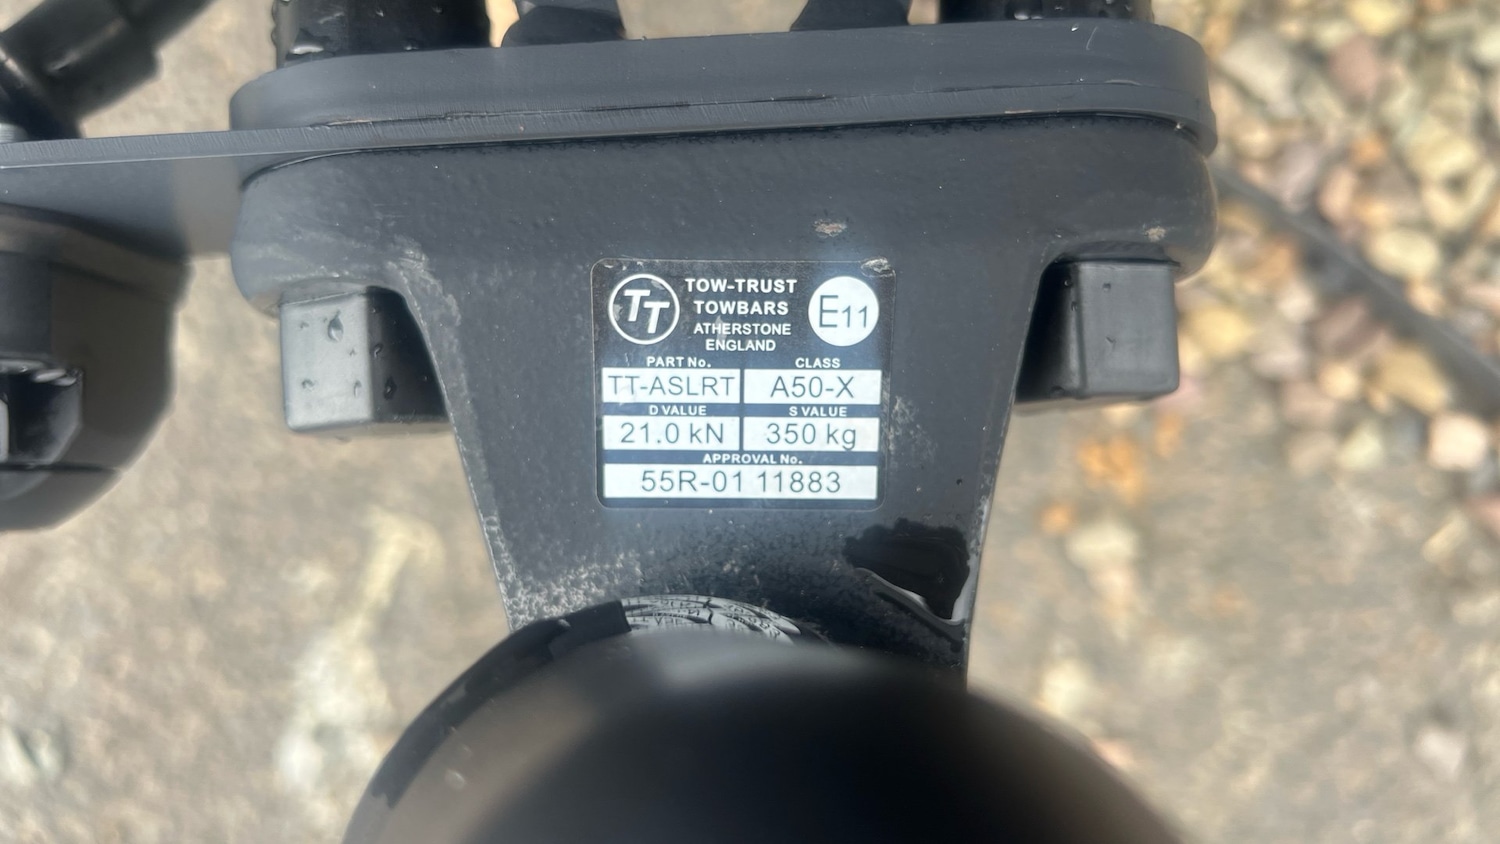 TT
TOW-TRUST
TOWBARS
ATHERSTONE
ENGLAND
E11
PART No. CLASS
TT-ASLRT A50-X
D VALUE S VALUE
21.0 kN 350 kg
APPROVAL No.
55R-01 11883